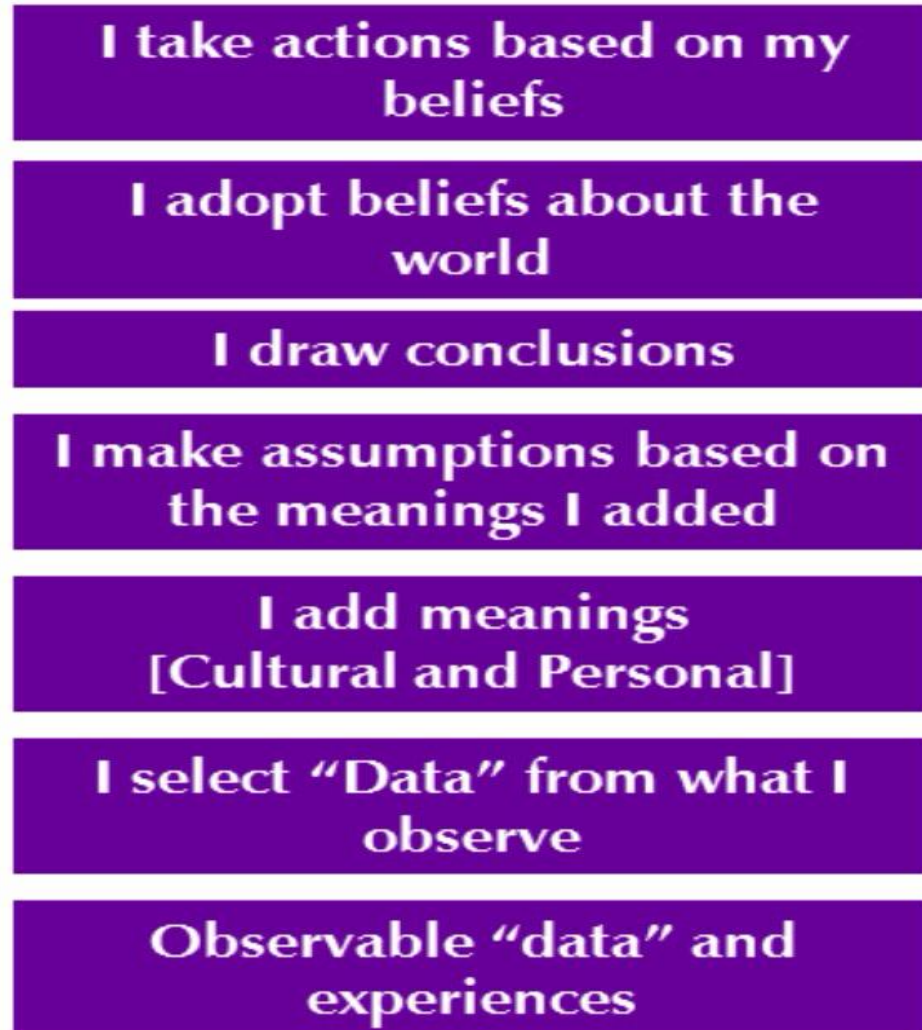 I take actions based on my
beliefs
I adopt beliefs about the
world
I draw conclusions
I make assumptions based on
the meanings I added
I add meanings
[Cultural and Personal]
I select “Data” from what I
observe
Observable “data” and
experiences